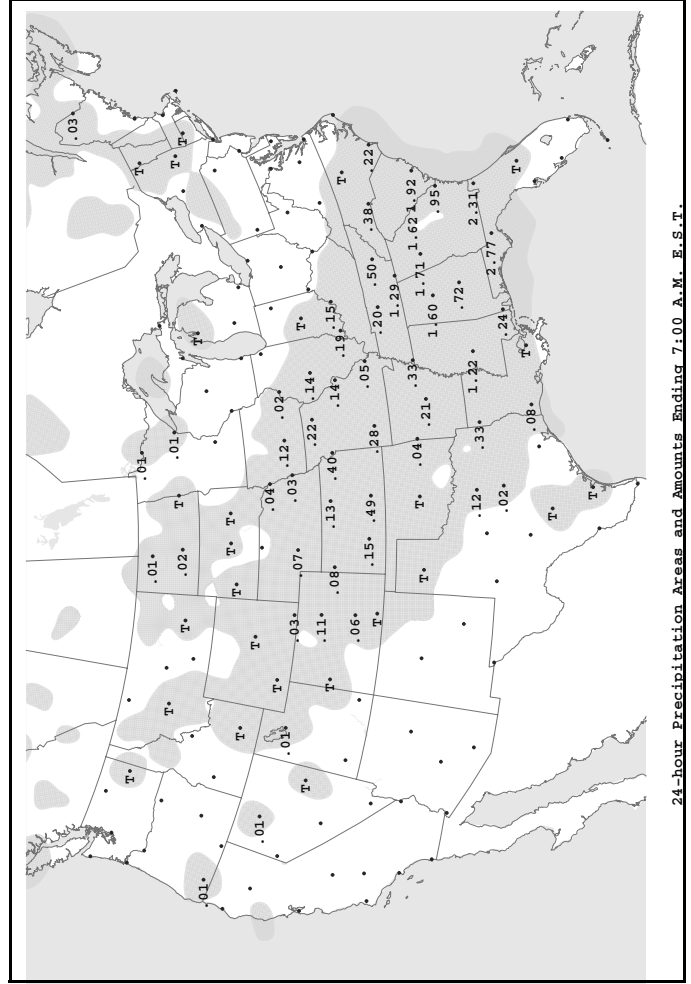 .03
T
.01
T
.01
T
.01
T
T
.02
T
T
T
.01
T
T
T
T
T
.01
.04
T
.02
.12
.01
.03
.03
.07
T
T
.14
.22
.11
T
.13
.15
.40
.08
.14
.19
T
.06
.05
.38
.22
.15
.49
.50
.28
T
.20
1.29
.33
1.62
1.92
.04
T
1.71
T
.21
1.60
.95
.72
1.22
2.31
.12
.33
2.77
.02
.24
T
T
.08
T
T
24-hour Precipitation Areas and Amounts Ending 7:00 A.M. E.S.T.